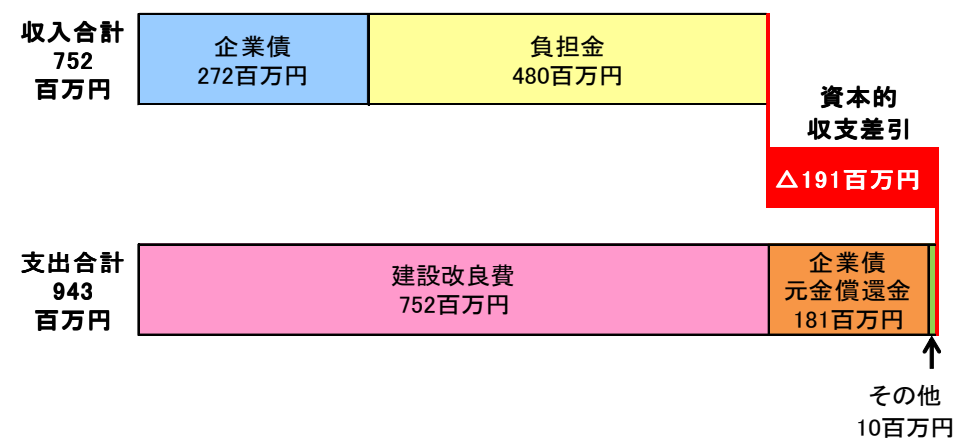 収入合計
752
百万円
企業債
272百万円
負担金
480百万円
資本的
収支差引
△191百万円
支出合計
943
百万円
建設改良費
752百万円
企業債
元金償還金
181百万円
その他
10百万円